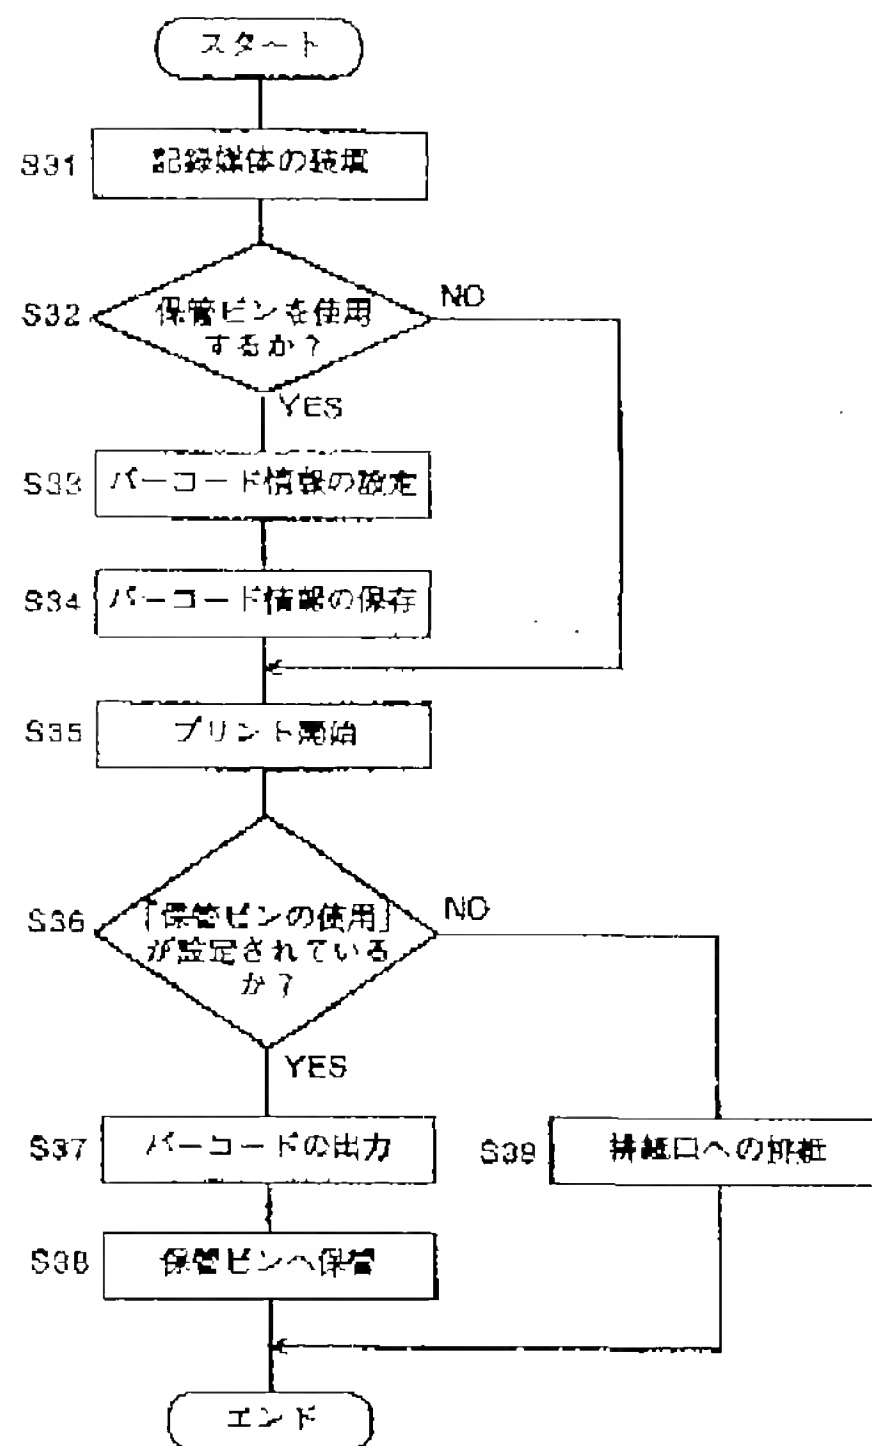 スタート
S31 記録媒体の装填
S32 保管ビンを使用
するか？
NO
YES
S33 バーコード情報の設定
S34 バーコード情報の保存
S35 プリント開始
S36 「保管ビンの使用」
が設定されている
か？
NO
YES
S37 バーコードの出力
S39 排紙口への排紙
S38 保管ビンへ保管
エンド